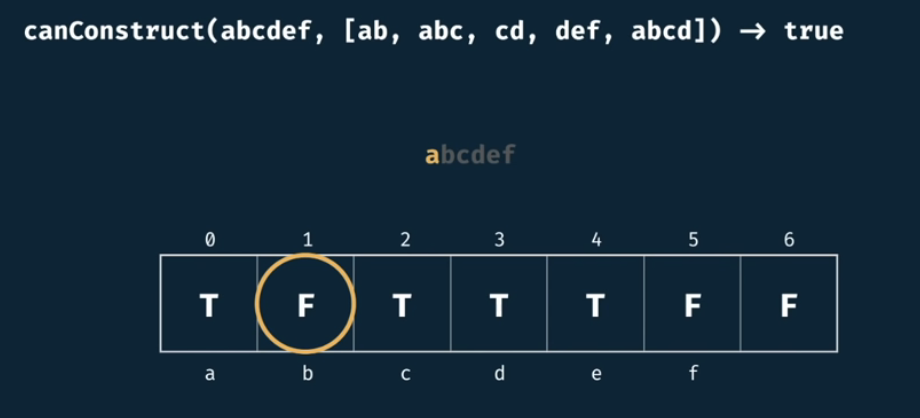 canConstruct(abcdef, [ab, abc, cd, def, abcd]) → true
abcdef
0 1 2 3 4 5 6
T F T T T F F
a b c d e f